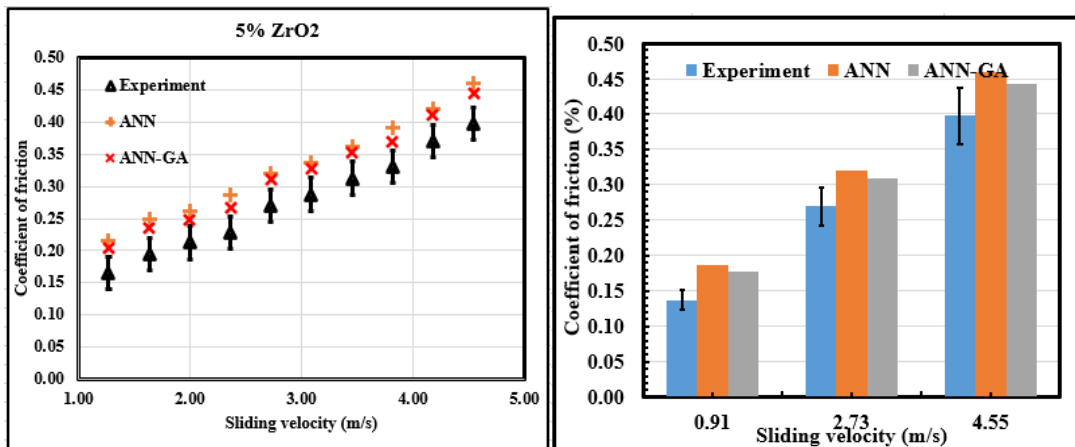 5% ZrO2
0.50
0.45
0.40
0.35
0.30
0.25
0.20
0.15
0.10
0.05
0.00
Coefficient of friction
Experiment
ANN
ANN-GA
1.00 2.00 3.00 4.00 5.00
Sliding velocity (m/s)
0.50
0.45
0.40
0.35
0.30
0.25
0.20
0.15
0.10
0.05
0.00
Coefficient of friction (%)
Experiment ANN ANN-GA
0.91 2.73 4.55
Sliding velocity (m/s)